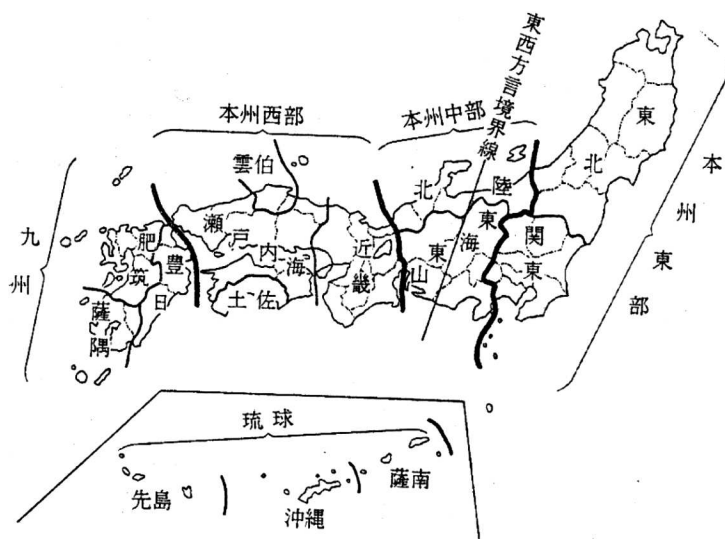 東西方言境界線
本州西部
本州中部
本州東部
九州
雲伯
東北
北陸
瀬戸内海
近畿
東海
東山
関東
肥筑
豊日
土佐
薩隅
琉球
先島
沖縄
薩南